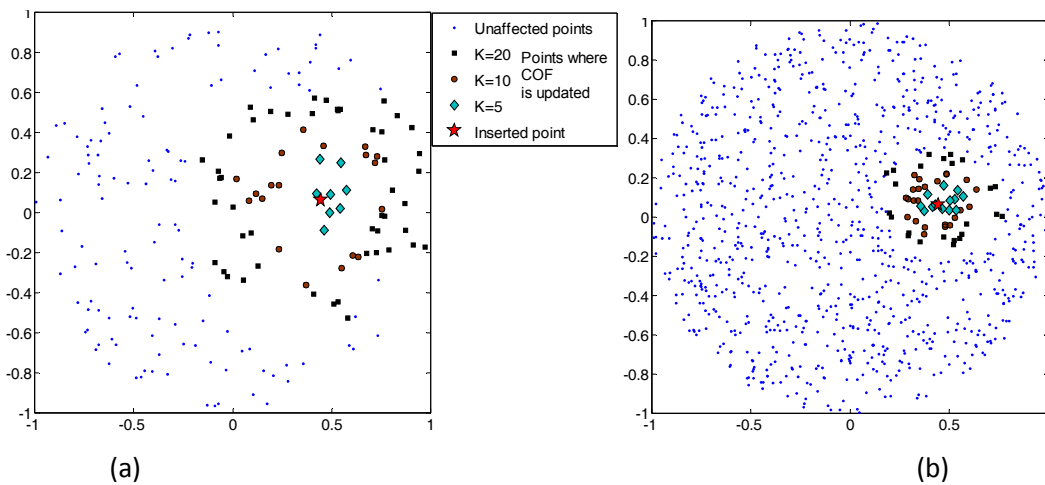 1
0.8
0.6
0.4
0.2
0
-0.2
-0.4
-0.6
-0.8
-1
-1 -0.5 0 0.5 1
Unaffected points
K=20 Points where
K=10 COF
is updated
K=5
Inserted point
1
0.8
0.6
0.4
0.2
0
-0.2
-0.4
-0.6
-0.8
-1
-1 -0.5 0 0.5
(a) (b)